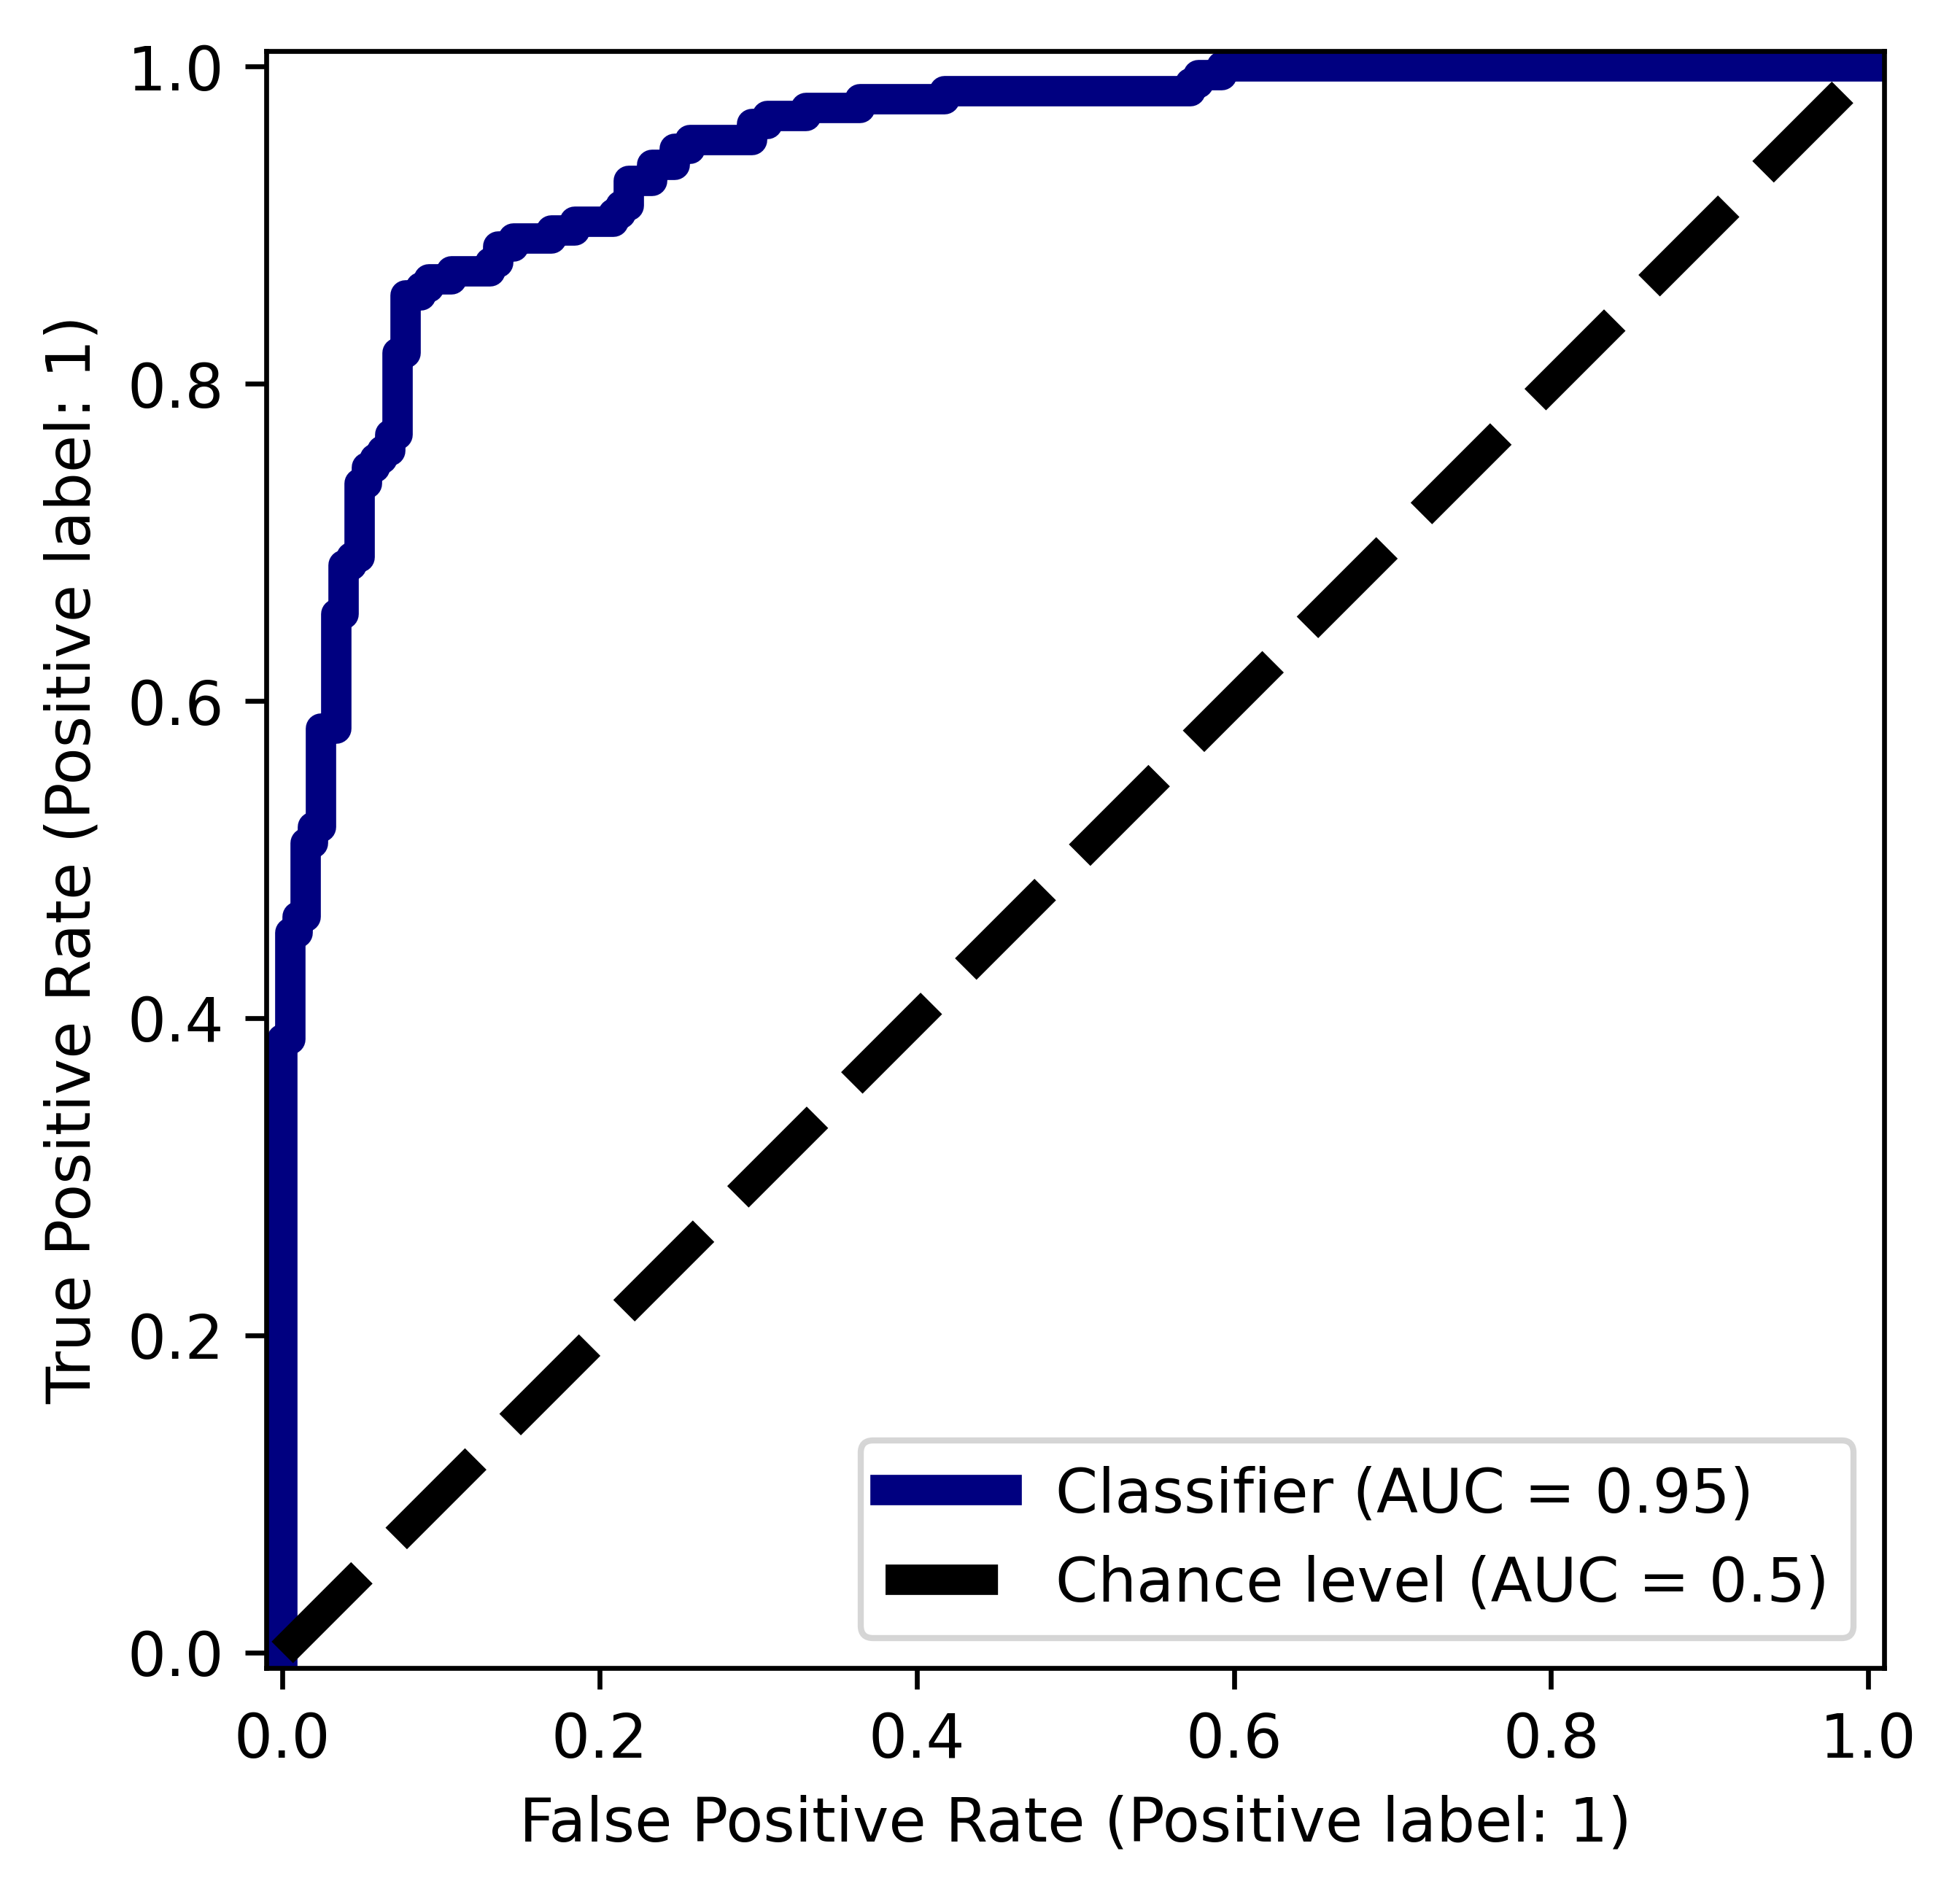 1.0
0.8
0.6
0.4
0.2
0.0
True Positive Rate (Positive label: 1)
Classifier (AUC = 0.95)
Chance level (AUC = 0.5)
0.0 0.2 0.4 0.6 0.8 1.0
False Positive Rate (Positive label: 1)